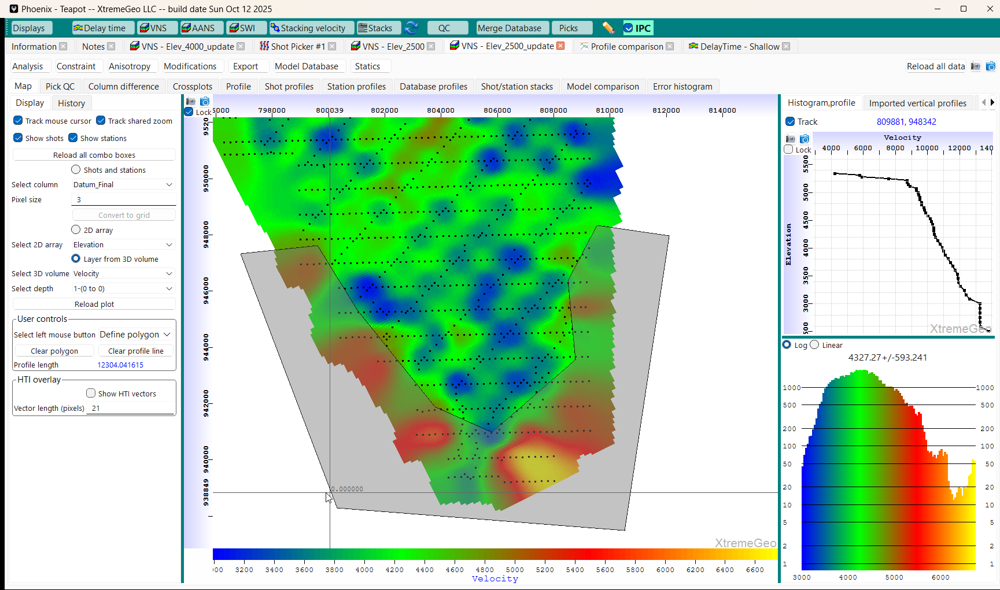 Phoenix - Teapot -- XtremeGeo LLC -- build date Sun Oct 12 2025
Displays Delay time VNS AANS SWI Stacking velocity Stacks QC Merge Database Picks IPC
Information Notes VNS - Elev_4000_update Shot Picker #1 VNS - Elev_2500 VNS - Elev_2500_update Profile comparison DelayTime - Shallow
Analysis Constraint Anisotropy Modifications Export Model Database Statics Reload all data
Map Pick QC Column difference Crosshplots Profile Shot profiles Station profiles Database profiles Shot/station stacks Model comparison Error histogram
Display History
Track mouse cursor Track shared zoom
Show shots Show stations
Reload all combo boxes
Shots and stations
Select column Datum_Final
Pixel size 3
Convert to grid
2D array
Select 2D array Elevation
Layer from 3D volume
Select 3D volume Velocity
Select depth 1-(0 to 0)
Reload plot
User controls
Select left mouse button Define polygon
Clear polygon Clear profile line
Profile length 12304.041615
HTI overlay
Show HTI vectors
Vector length (pixels) 21
Lock
6000 798000 800039 802000 804000 806000 808000 810000 812000 814000
9520
950000
948000
946000
944000
942000
940000
938849
0.000000
XtremeGeo
00 3200 3400 3600 3800 4000 4200 4400 4600 4800 5000 5200 5400 5600 5800 6000 6200 6400 6600
Velocity
Histogram,profile Imported vertical profiles
Track 809881, 948342
Velocity
Lock 4000 6000 8000 10000 12000 140
Elevation
5500
5000
4500
4000
3500
3000
500
XtremeGeo
Log Linear
4327.27+/-593.241
1000 1000
500 500
200 200
100 100
50 50
20 20
10 10
5 5
2 2
1 1
3000 4000 5000 6000